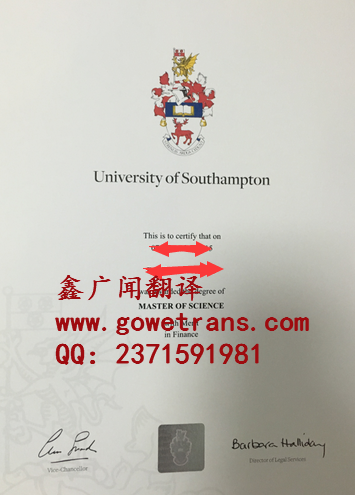 University of Southampton
This is to certify that on
degree of
MASTER OF SCIENCE
in Finance
鑫广闻翻译
www.gowetrans.com
QQ: 2371591981
Vice-Chancellor
Barbara Halliday
Director of Legal Services